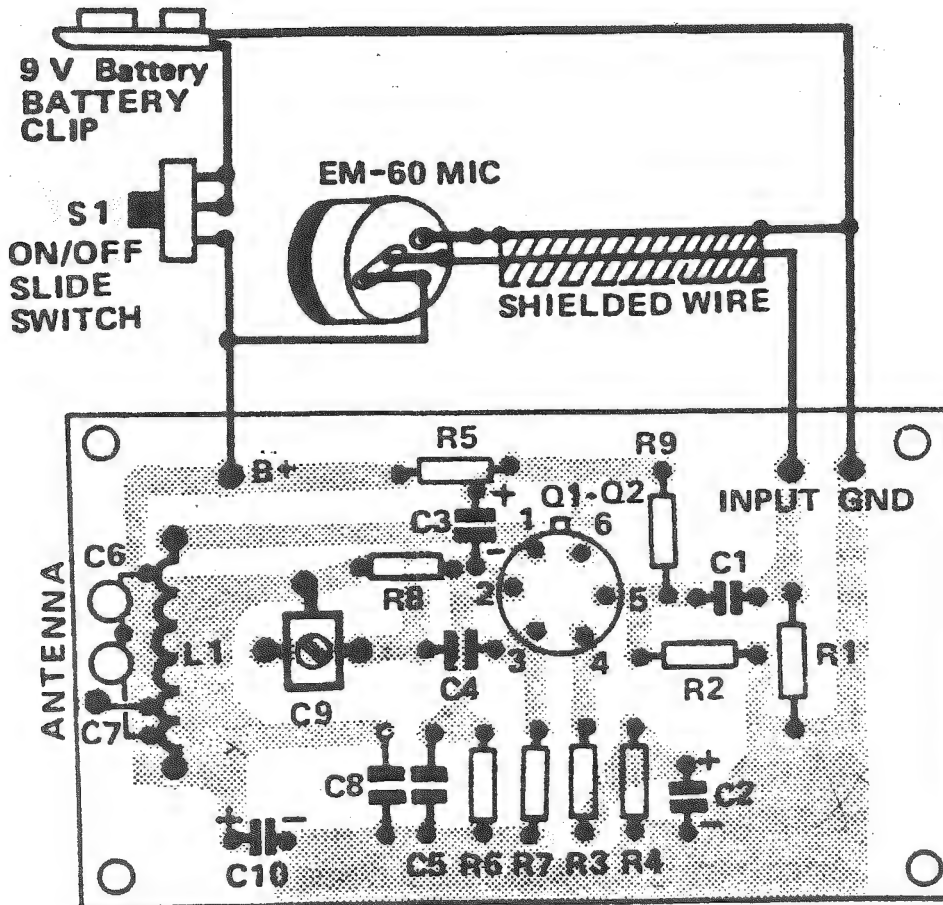 9 V Battery
BATTERY
CLIP
EM-60 MIC
S1
ON/OFF
SLIDE
SWITCH
SHIELDED WIRE
B+
R5
R9
INPUT GND
+
Q1-Q2
C3
1
6
-
C6
R8
2
5
C1
ANTENNA
L1
C4
3
4
R2
R1
C7
C9
C8
+
C2
+
-
-
C10
C5 R6 R7 R3 R4